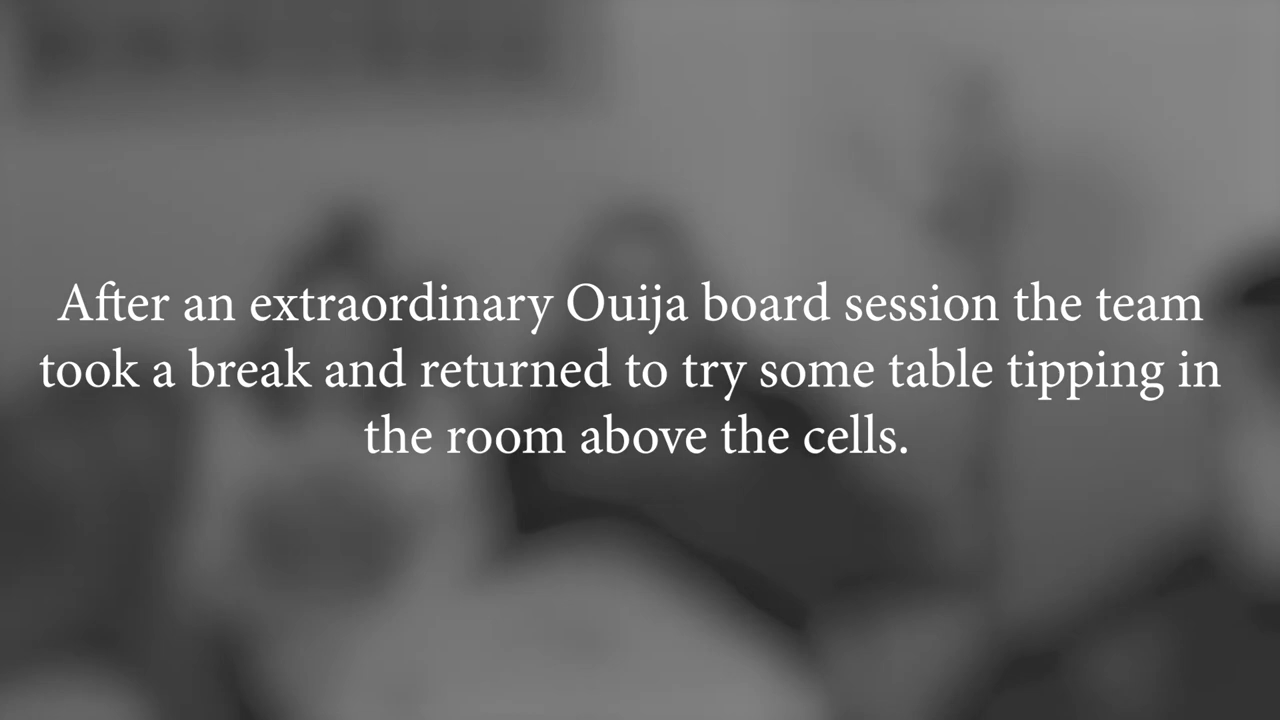 After an extraordinary Ouija board session the team
took a break and returned to try some table tipping in
the room above the cells.